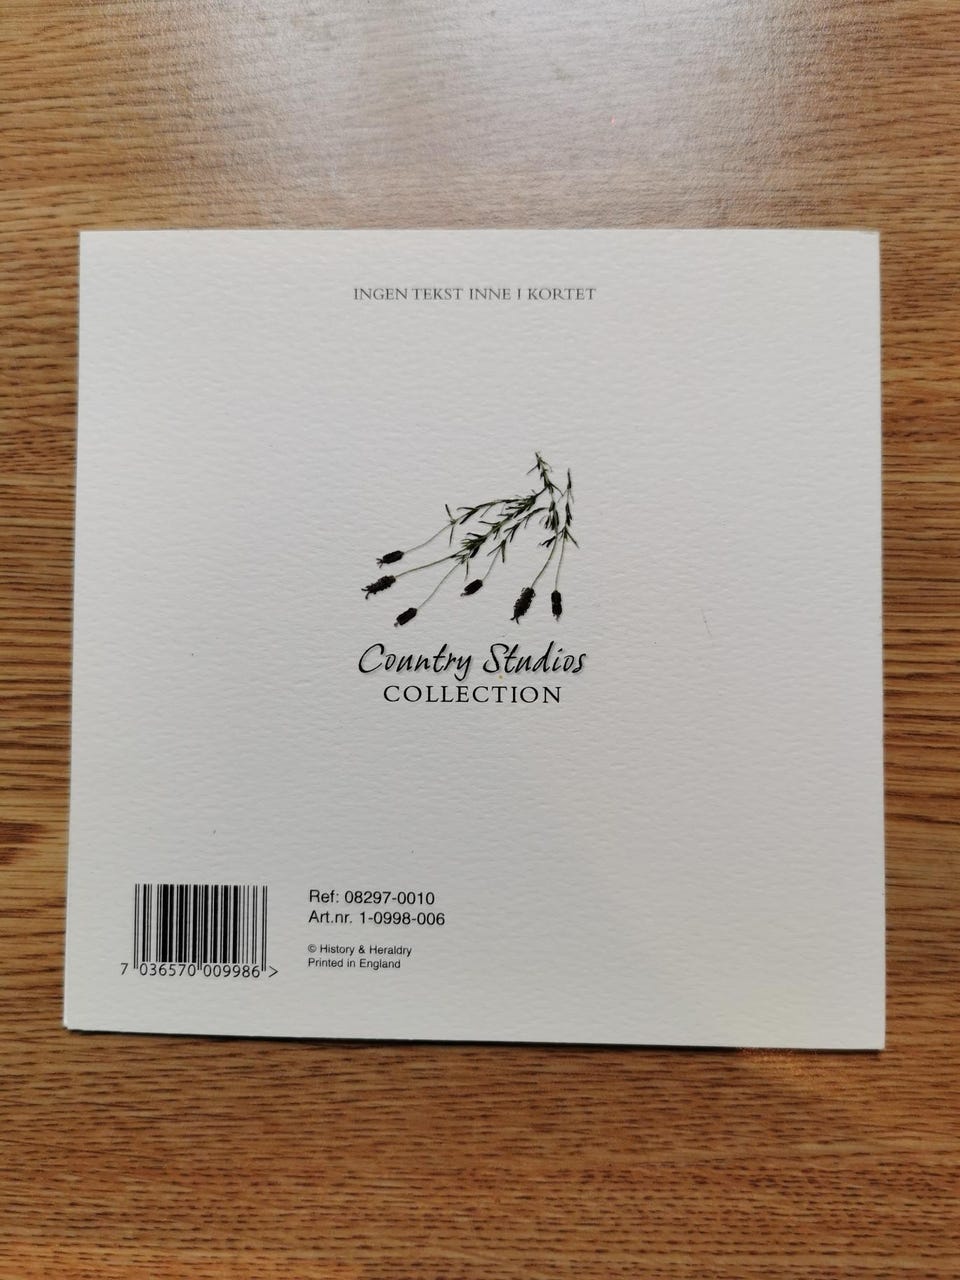 INGEN TEKST INNE I KORTET
Country Studios
COLLECTION
Ref: 08297-0010
Art.nr. 1-0998-006
© History & Heraldry
Printed in England
7 036570 009986 >